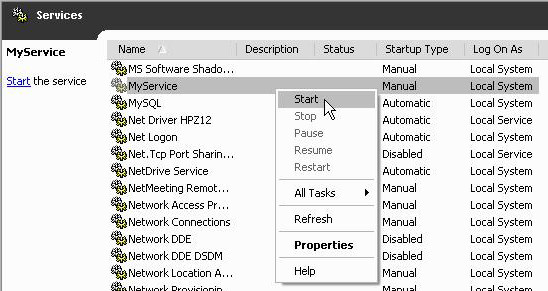 Services
MyService
Start the service
Name Description Status Startup Type Log On As
MS Software Shado... Manual Local System
MyService Manual Local System
MySQL Automatic Local System
Net Driver HPZ12 Automatic Local Service
Net Logon Automatic Local System
Net.Tcp Port Sharin... Disabled Local Service
NetDrive Service Automatic Local System
NetMeeting Remot... Manual Local System
Network Access Pr... Manual Local System
Network Connections Manual Local System
Network DDE Disabled Local System
Network DDE DSDM Disabled Local System
Network Location A... Manual Local System
Network Provisionin... Manual Local System
Start
Stop
Pause
Resume
Restart
All Tasks
Refresh
Properties
Help